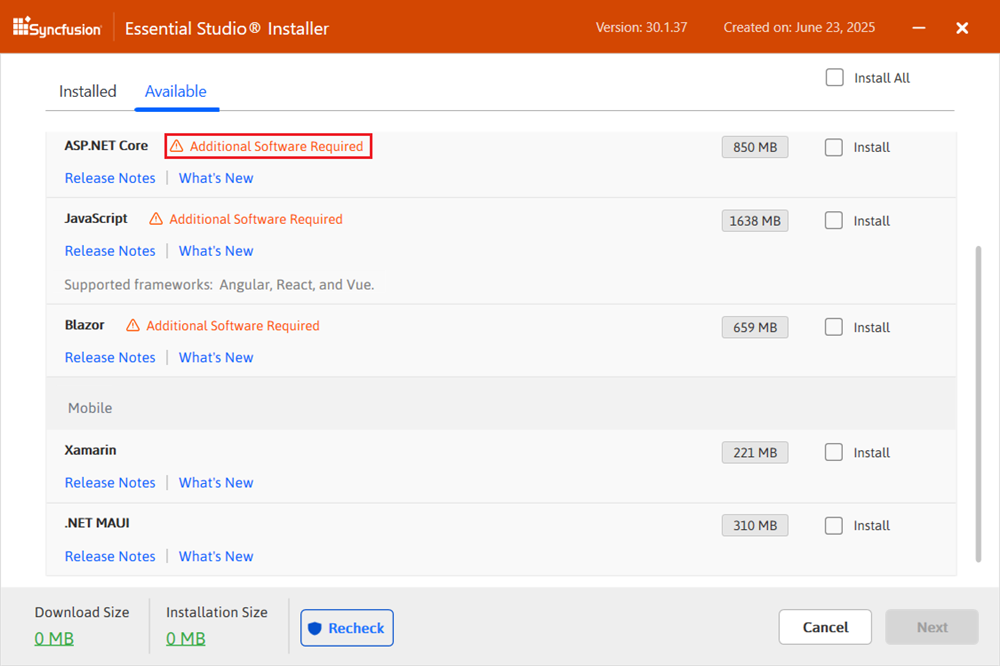 Syncfusion Essential Studio® Installer Version: 30.1.37 Created on: June 23, 2025
Install All
Installed Available
ASP.NET Core Additional Software Required 850 MB Install
Release Notes | What's New
JavaScript Additional Software Required 1638 MB Install
Release Notes | What's New
Supported frameworks: Angular, React, and Vue.
Blazor Additional Software Required 659 MB Install
Release Notes | What's New
Mobile
Xamarin 221 MB Install
Release Notes | What's New
.NET MAUI 310 MB Install
Release Notes | What's New
Download Size Installation Size
Recheck Cancel Next
0 MB 0 MB